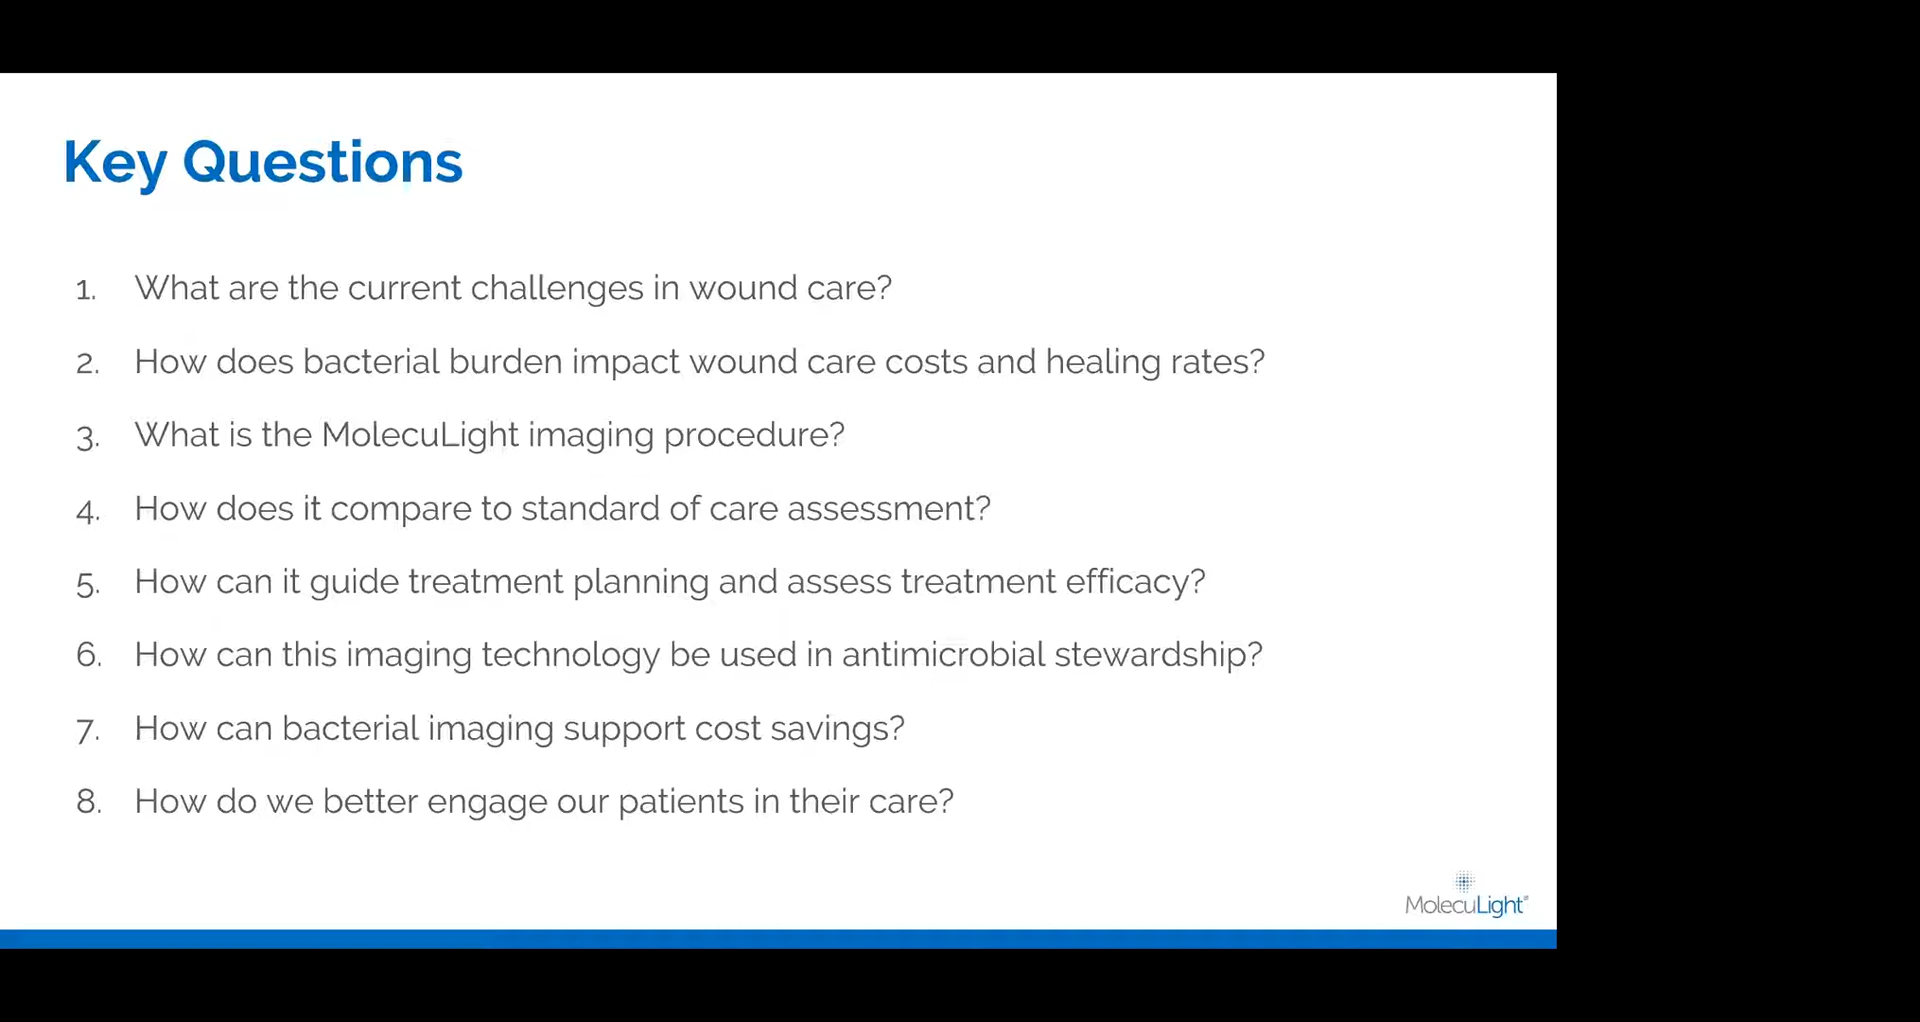 Key Questions
1. What are the current challenges in wound care?
2. How does bacterial burden impact wound care costs and healing rates?
3. What is the MolecuLight imaging procedure?
4. How does it compare to standard of care assessment?
5. How can it guide treatment planning and assess treatment efficacy?
6. How can this imaging technology be used in antimicrobial stewardship?
7. How can bacterial imaging support cost savings?
8. How do we better engage our patients in their care?
MolecuLight®